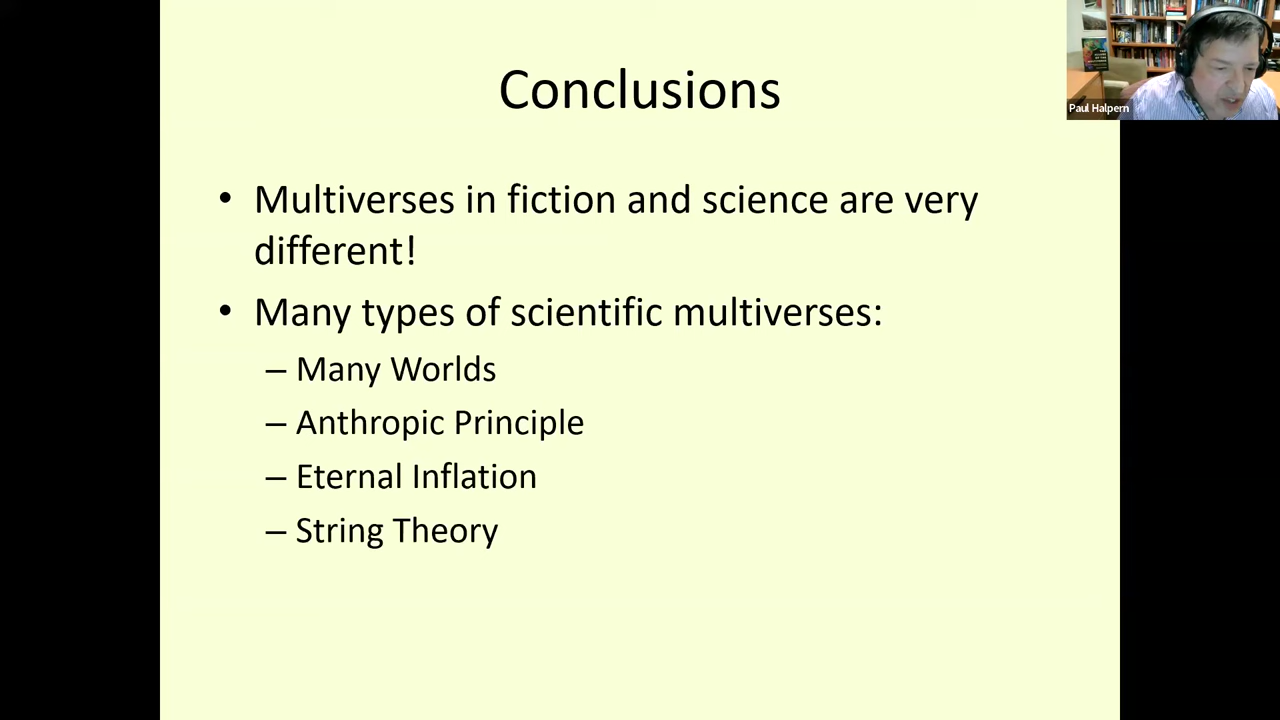 Conclusions
Paul Halpern
• Multiverses in fiction and science are very
different!
• Many types of scientific multiverses:
– Many Worlds
– Anthropic Principle
– Eternal Inflation
– String Theory